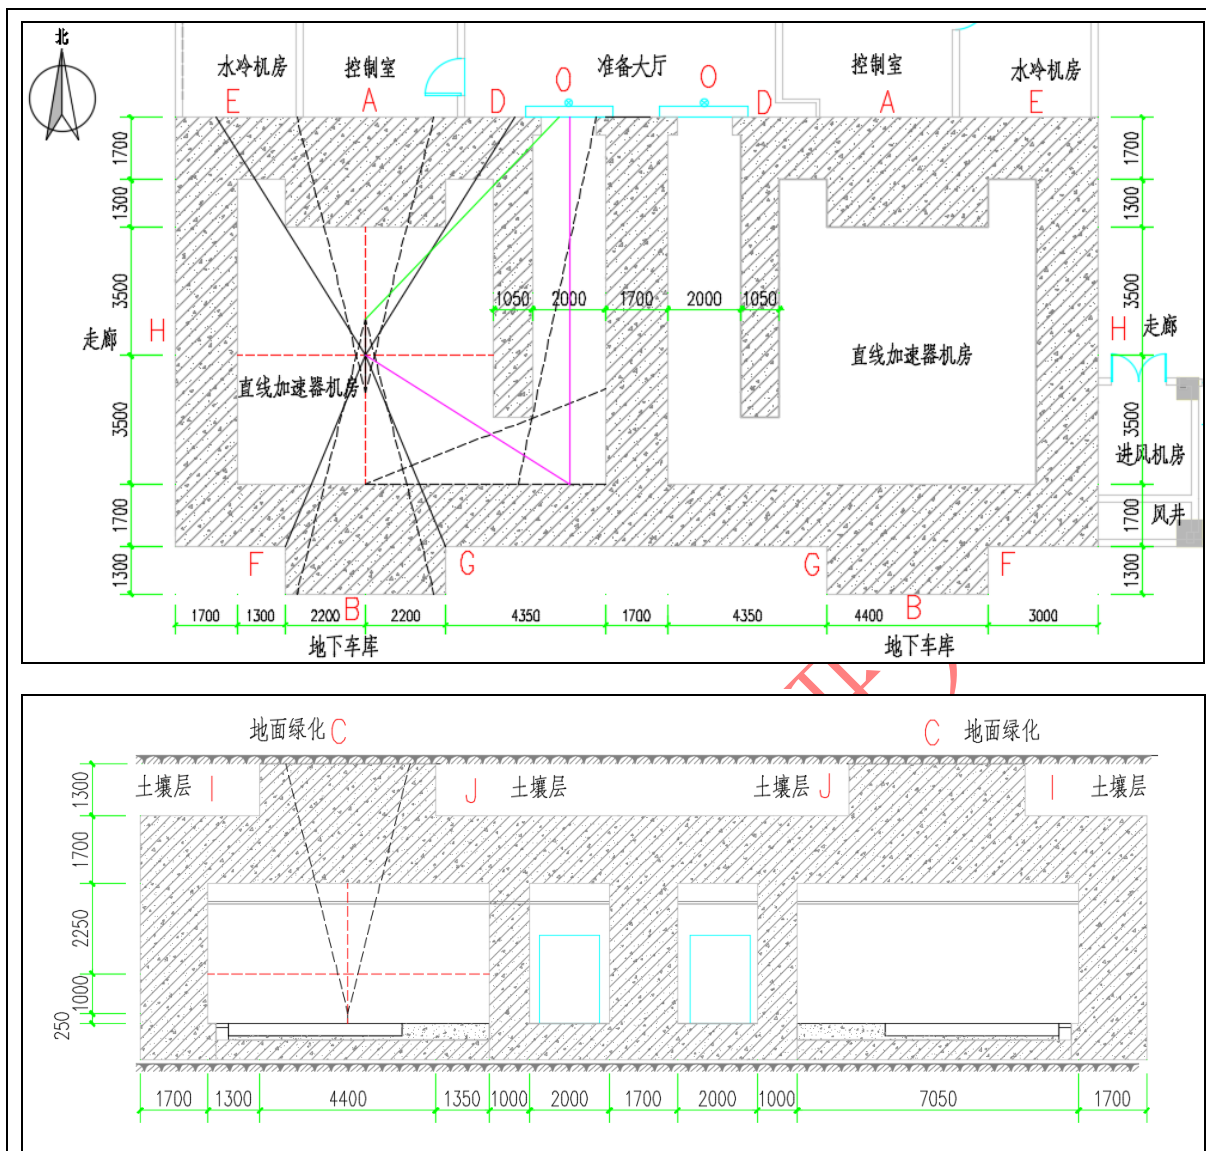 北
水冷机房 控制室 准备大厅 控制室 水冷机房
E A D O O D A E
1700 1700
1300 1300
3500 3500
1050 2000 1700 2000 1050
走廊 H H 走廊
直线加速器机房 直线加速器机房
3500 3500
进风机房
1700 1700
风井
F G G F
1300 1300
B B
1700 1300 2200 2200 4350 1700 4350 4400 3000
地下车库 地下车库
地面绿化 C C 地面绿化
1300 土壤层 I J 土壤层 土壤层 J I 土壤层
1700
2250
1000
250
1700 1300 4400 1350 1000 2000 1700 2000 1000 7050 1700